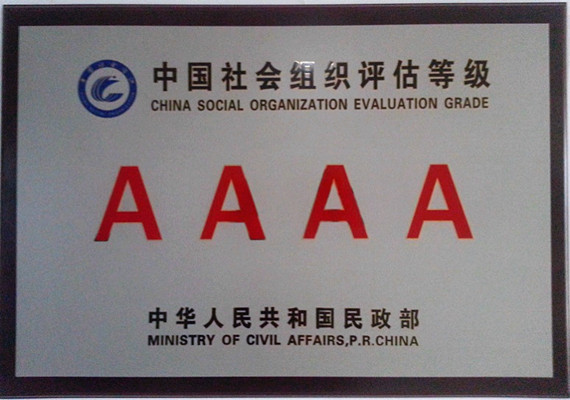 中国社会组织评估等级
CHINA SOCIAL ORGANIZATION EVALUATION GRADE
A A A A
中华人民共和国民政部
MINISTRY OF CIVIL AFFAIRS,P.R.CHINA